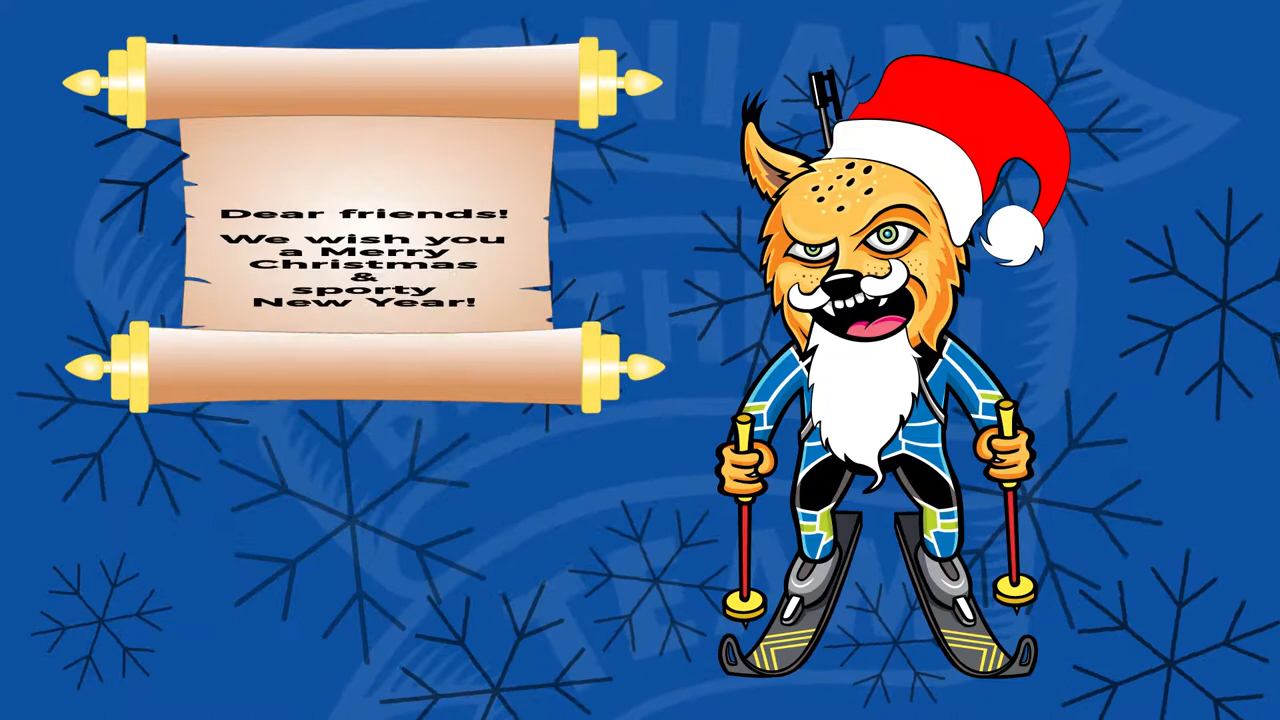 Dear friends!
We wish you
a Merry
Christmas
&
sporty
New Year!